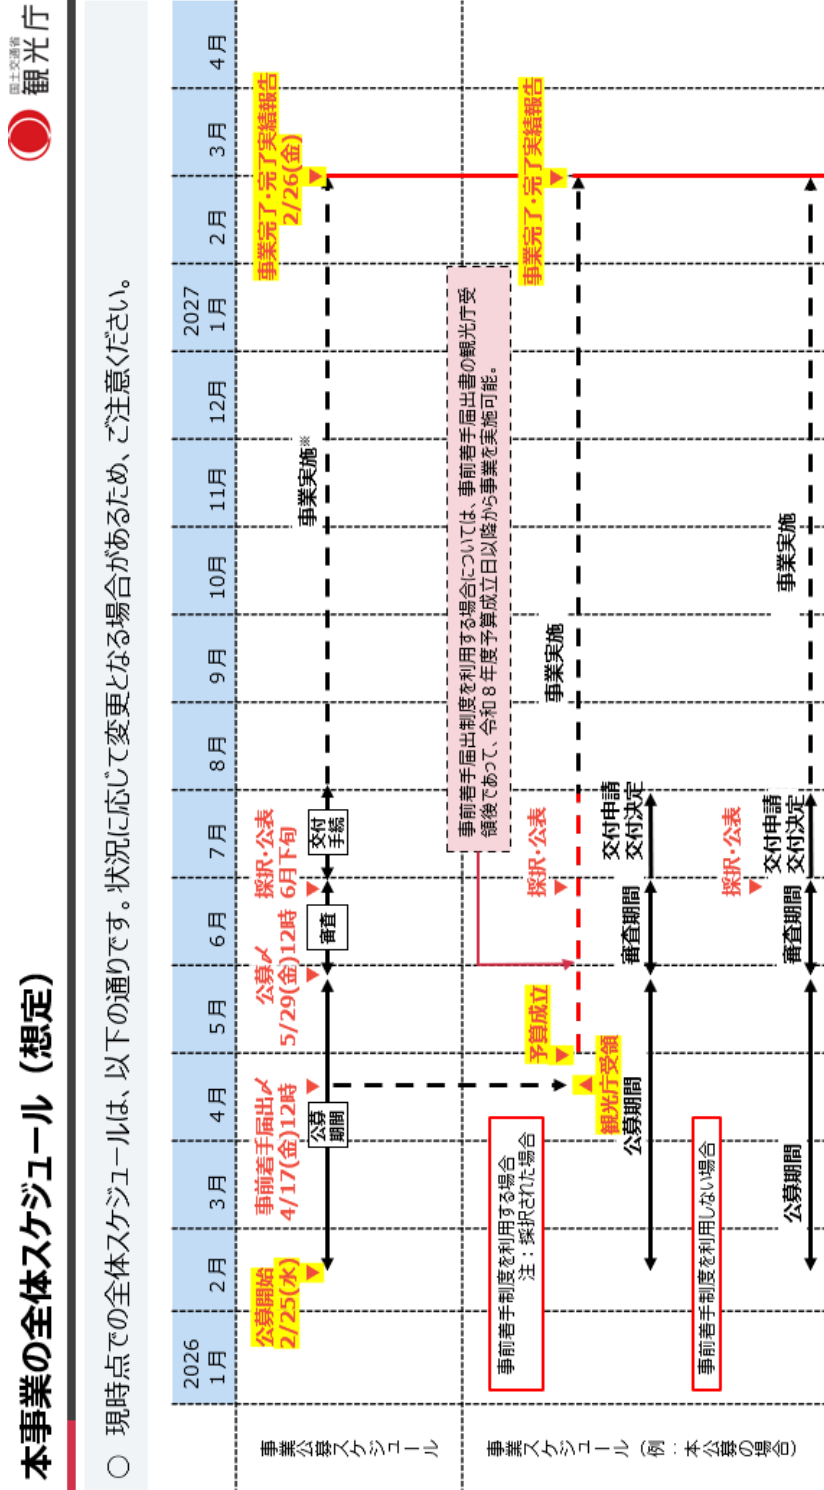 本事業の全体スケジュール（想定）
国土交通省
観光庁
○ 現時点での全体スケジュールは、以下の通りです。状況に応じて変更となる場合があるため、ご注意ください。
2026
1月
2月
3月
4月
5月
6月
7月
8月
9月
10月
11月
12月
2027
1月
2月
3月
4月
事業公募スケジュール
公募開始
2/25(水)
事前着手届出〆
4/17(金)12時
公募〆
5/29(金)12時
採択・公表
6月下旬
事業完了・完了実績報告
2/26(金)
公募
期間
審査
交付
手続
事業実施※
事前着手届出制度を利用する場合については、事前着手届出書の観光庁受
領後であって、令和８年度予算成立日以降から事業を実施可能。
事業スケジュール（例：本公募の場合）
事前着手制度を利用する場合
注：採択された場合
予算成立
観光庁受領
採択・公表
事業実施
事業完了・完了実結報告
公募期間
審査期間
交付申請
交付決定
事前着手制度を利用しない場合
採択・公表
公募期間
審査期間
交付申請
交付決定
事業実施